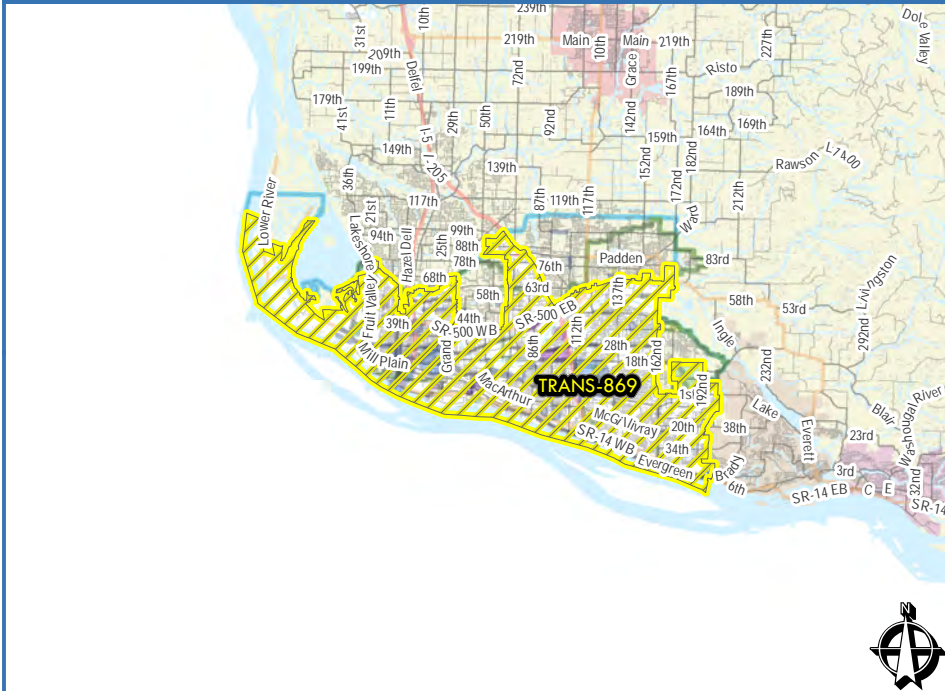 239th
10th
31st
219th
Main
10th
Main
219th
227th
Dole Valley
209th
199th
Delfel
72nd
Grace
167th
Risto
189th
179th
41st
11th
29th
50th
92nd
142nd
159th
164th
169th
149th
I-5
I-205
139th
152nd
182nd
Rawson
L-1400
36th
117th
87th
119th
117th
172nd
212th
Lower River
Lakeshore
21st
94th
Hazel Dell
25th
99th
88th
78th
Ward
76th
Padden
83rd
68th
63rd
58th
137th
58th
53rd
Livingston
292nd
Fruit Valley
39th
44th
SR-500 WB
SR-500 EB
112th
86th
28th
18th
162nd
Ingle
232nd
Mill Plain
Grand
MacArthur
TRANS-869
1st
192nd
Lake
Blair
Washougal River
McGillivray
20th
38th
Everett
23rd
SR-14 WB
34th
Evergreen
Brady
6th
3rd
SR-14 EB
C
E
32nd
SR-14
N